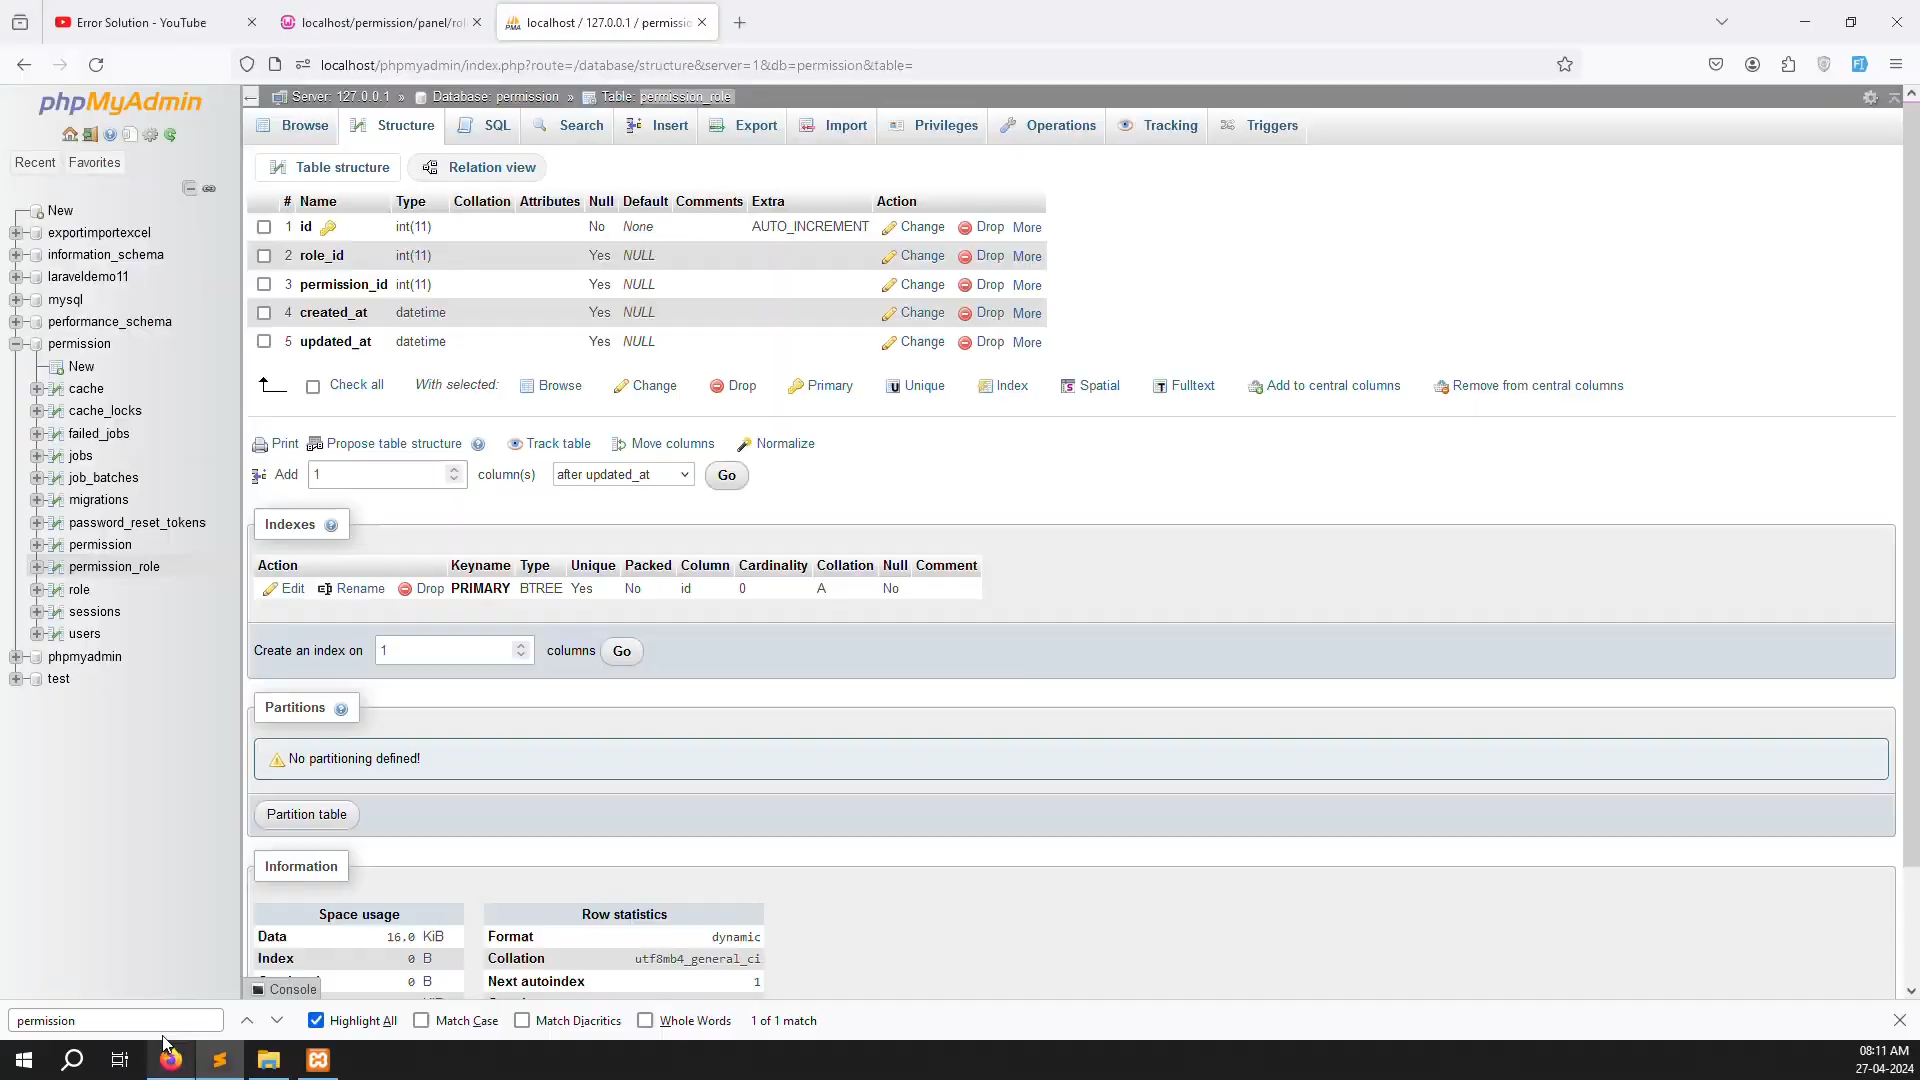 Error Solution - YouTube
localhost/permission/panel/rol
localhost / 127.0.0.1 / permissio
localhost/phpmyadmin/index.php?route=/database/structure&server=1&db=permission&table=
phpMyAdmin
Server: 127.0.0.1 » Database: permission » Table: permission_role
Browse Structure SQL Search Insert Export Import Privileges Operations Tracking Triggers
Recent Favorites
Table structure Relation view
New
exportimportexcel
information_schema
laraveldemo11
mysql
performance_schema
permission
New
cache
cache_locks
failed_jobs
jobs
job_batches
migrations
password_reset_tokens
permission
permission_role
role
sessions
users
phpmyadmin
test
# Name Type Collation Attributes Null Default Comments Extra Action
1 id int(11) No None AUTO_INCREMENT Change Drop More
2 role_id int(11) Yes NULL Change Drop More
3 permission_id int(11) Yes NULL Change Drop More
4 created_at datetime Yes NULL Change Drop More
5 updated_at datetime Yes NULL Change Drop More
Check all With selected: Browse Change Drop Primary Unique Index Spatial Fulltext Add to central columns Remove from central columns
Print Propose table structure Track table Move columns Normalize
Add 1 column(s) after updated_at Go
Indexes
Action Keyname Type Unique Packed Column Cardinality Collation Null Comment
Edit Rename Drop PRIMARY BTREE Yes No id 0 A No
Create an index on 1 columns Go
Partitions
No partitioning defined!
Partition table
Information
Space usage
Data 16.0 KiB
Index 0 B
0 B
Row statistics
Format dynamic
Collation utf8mb4_general_ci
Next autoindex 1
Console
permission Highlight All Match Case Match Diacritics Whole Words 1 of 1 match
08:11 AM
27-04-2024